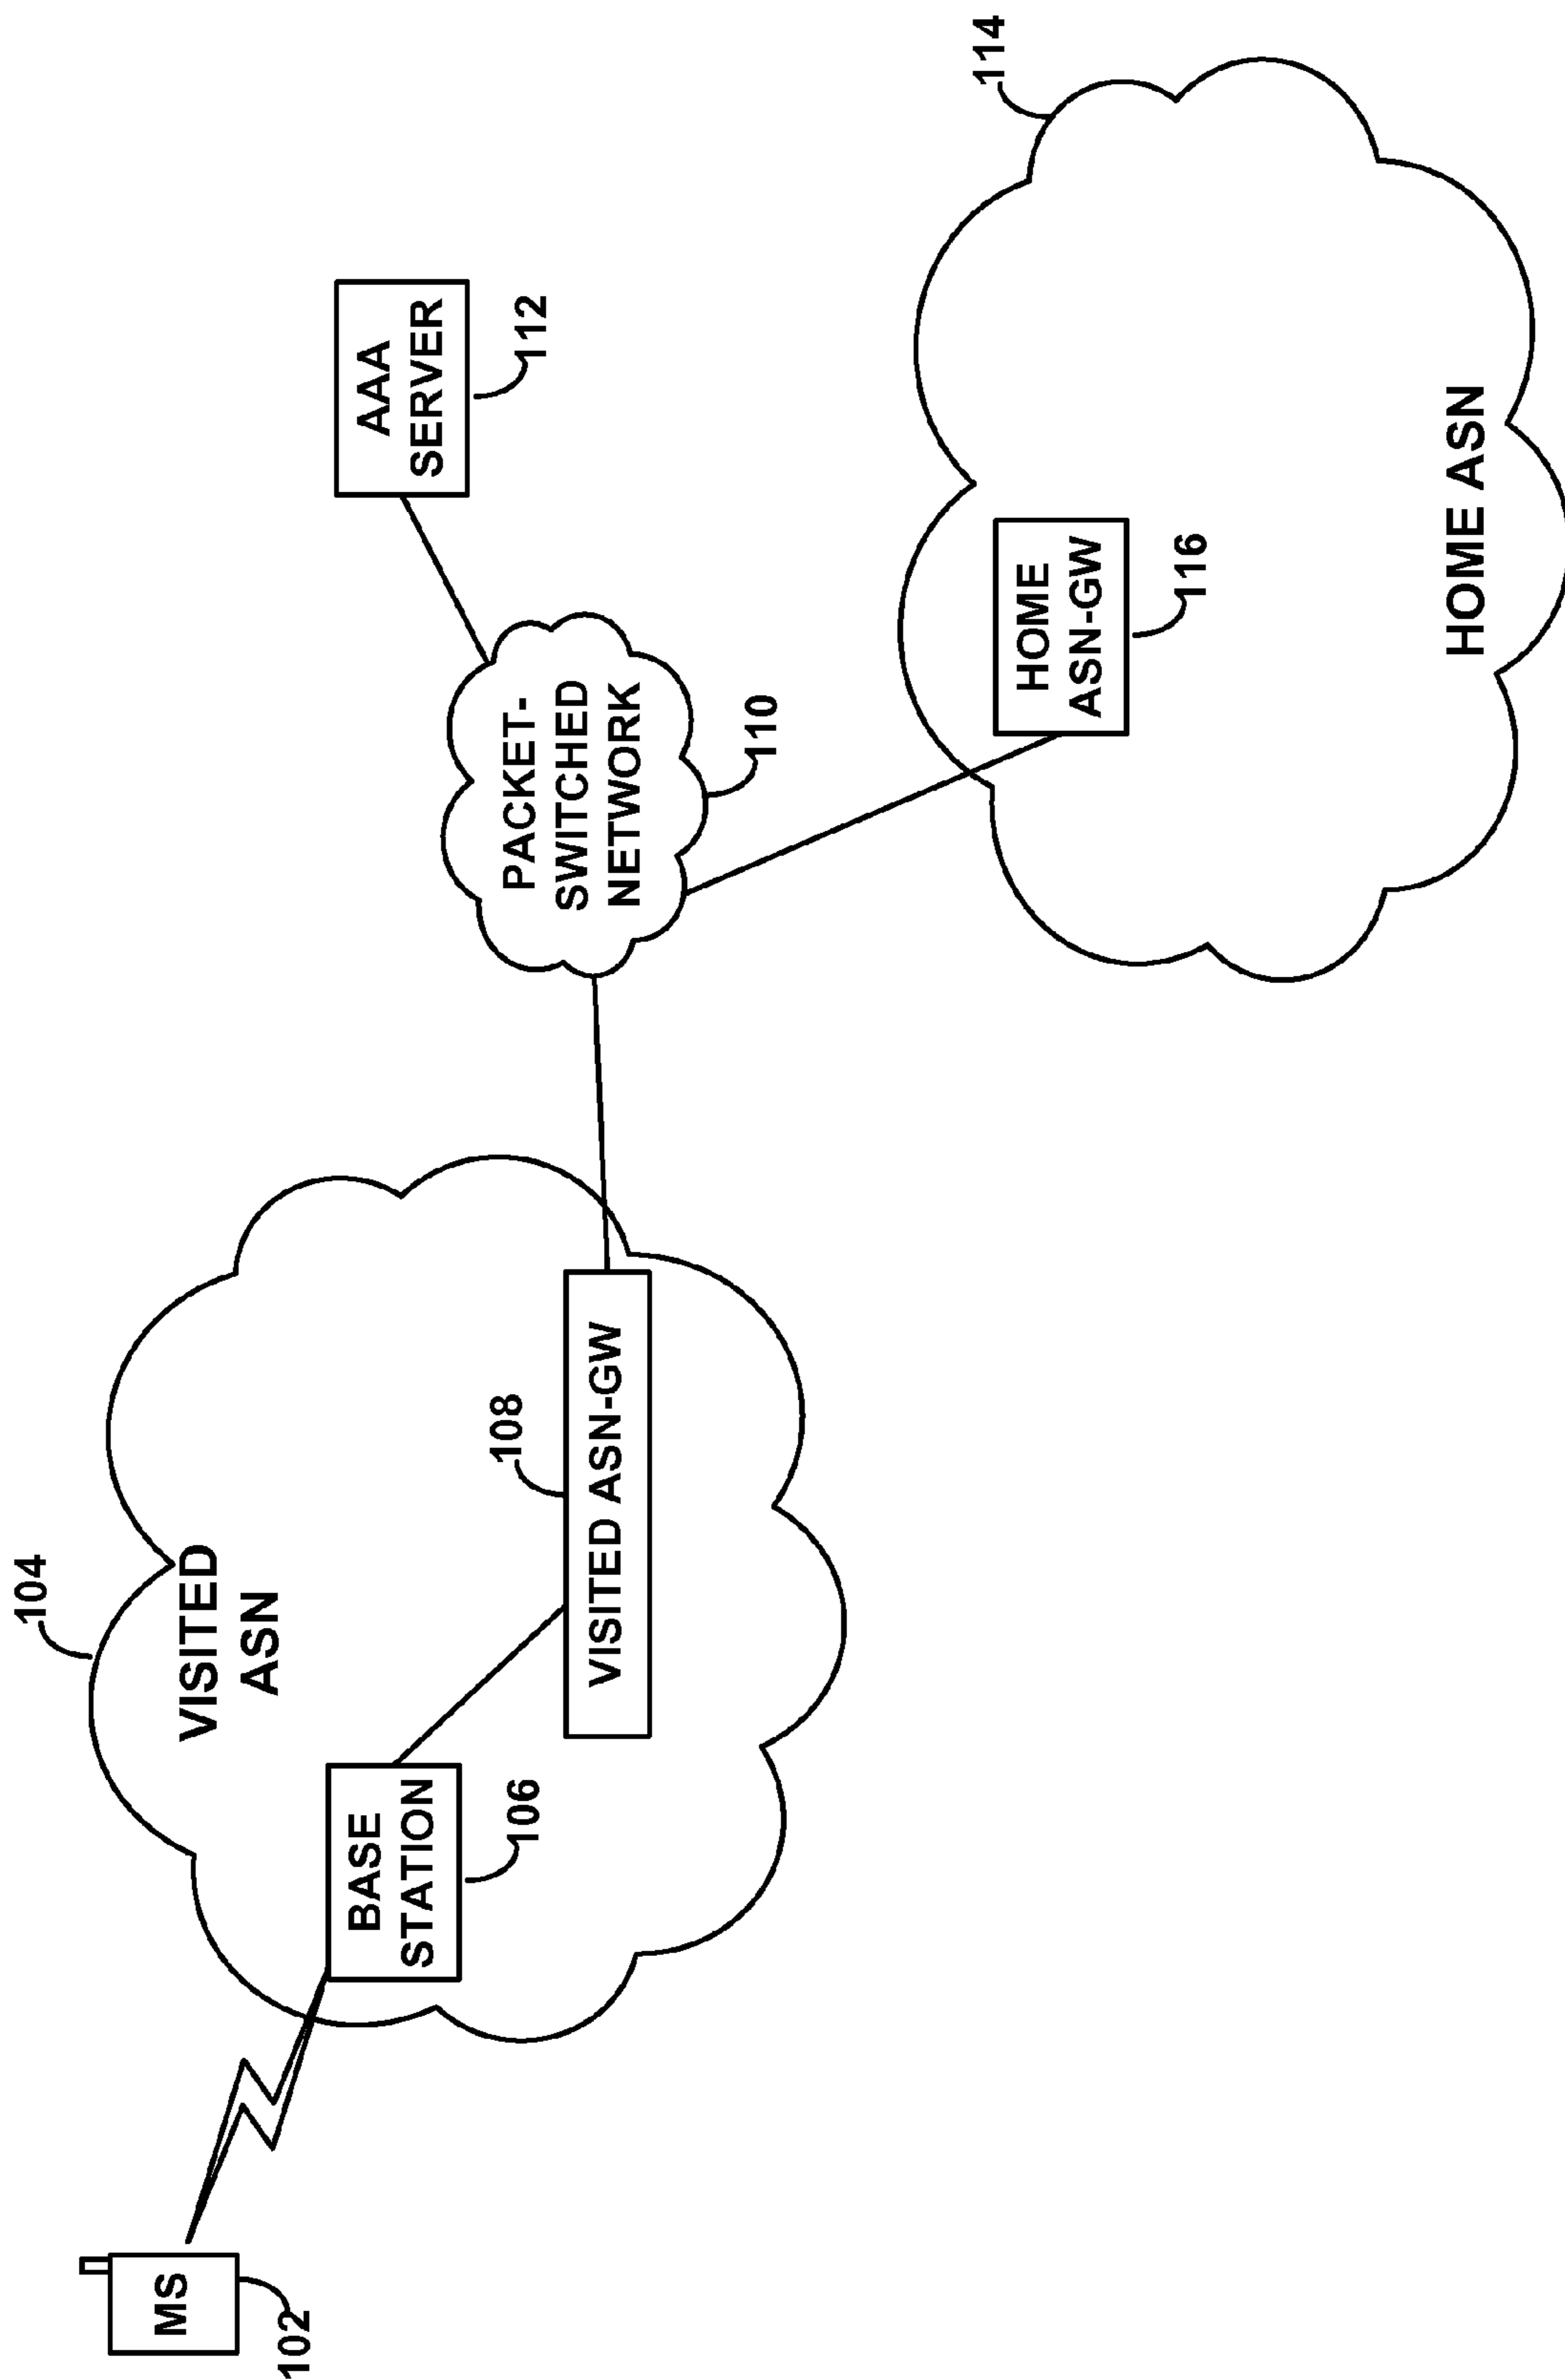 104
VISITED
ASN
MS
102
BASE
STATION
106
108
VISITED ASN-GW
PACKET-
SWITCHED
NETWORK
110
AAA
SERVER
112
114
HOME
ASN-GW
116
HOME ASN